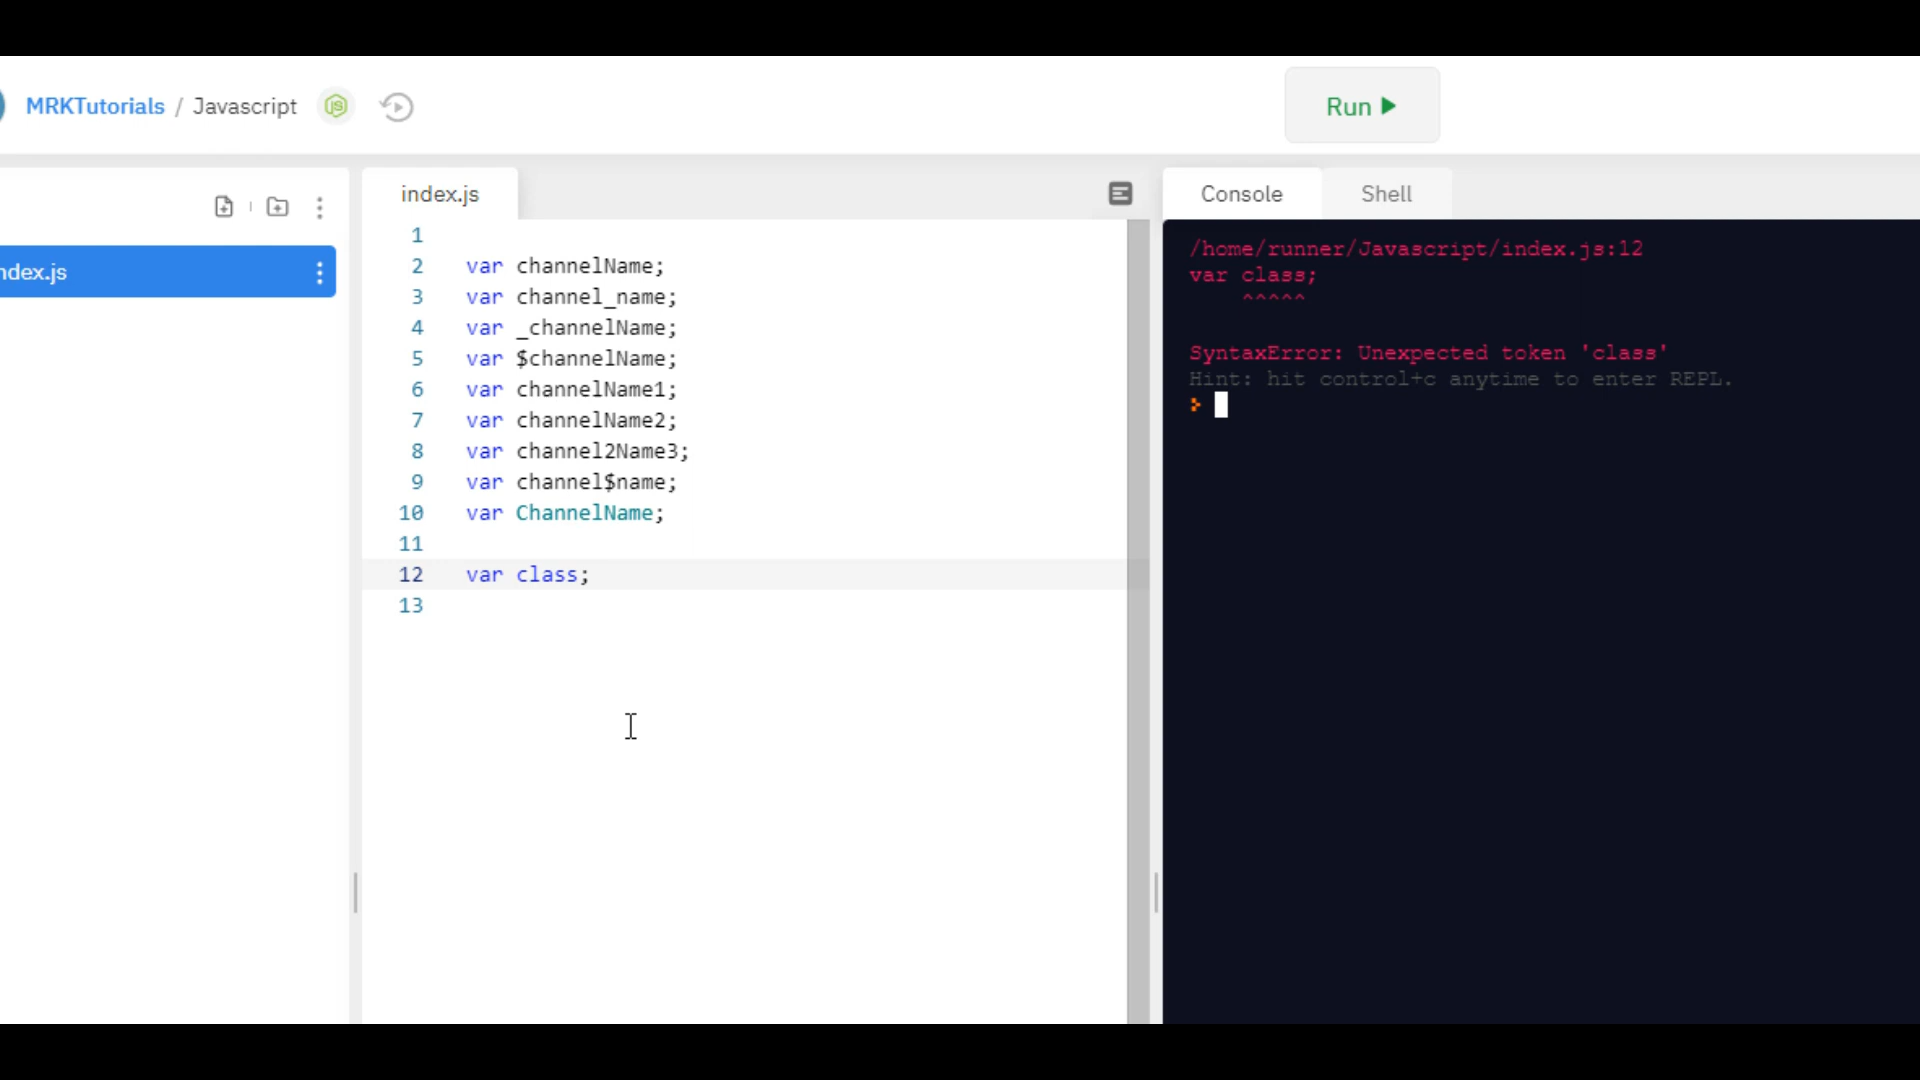 MRKTutorials / Javascript
Run
ndex.js
index.js
Console
Shell
1
2 var channelName;
3 var channel_name;
4 var _channelName;
5 var $channelName;
6 var channelName1;
7 var channelName2;
8 var channel2Name3;
9 var channel$name;
10 var ChannelName;
11
12 var class;
13
/home/runner/Javascript/index.js:12
var class;
^^^^^
SyntaxError: Unexpected token 'class'
Hint: hit control+c anytime to enter REPL.